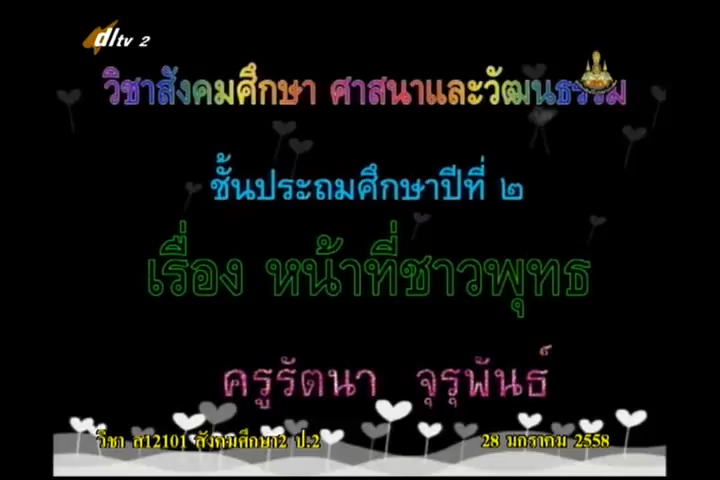 dltv 2
วิชาสังคมศึกษา ศาสนาและวัฒนธรรม
ชั้นประถมศึกษาปีที่ ๒
เรื่อง หน้าที่ชาวพุทธ
ครูรัตนา จุรุพันธ์
วิชา ส12101 สังคมศึกษา2 ป.2
28 มกราคม 2558